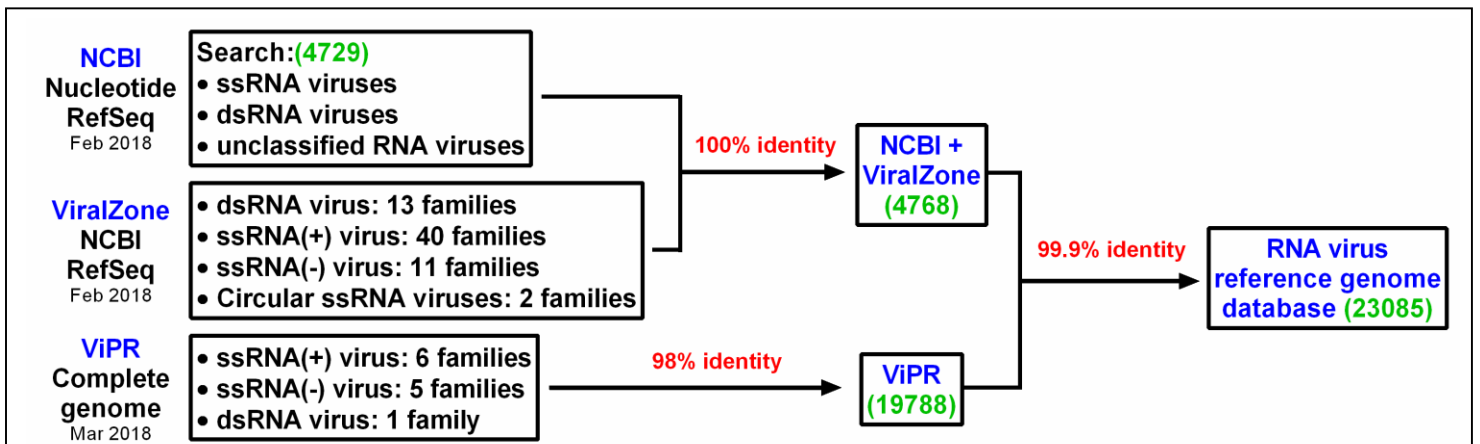 NCBI
Nucleotide
RefSeq
Feb 2018
Search:(4729)
• ssRNA viruses
• dsRNA viruses
• unclassified RNA viruses
ViralZone
NCBI
RefSeq
Feb 2018
• dsRNA virus: 13 families
• ssRNA(+) virus: 40 families
• ssRNA(-) virus: 11 families
• Circular ssRNA viruses: 2 families
100% identity
NCBI +
ViralZone
(4768)
ViPR
Complete
genome
Mar 2018
• ssRNA(+) virus: 6 families
• ssRNA(-) virus: 5 families
• dsRNA virus: 1 family
98% identity
ViPR
(19788)
99.9% identity
RNA virus
reference genome
database (23085)